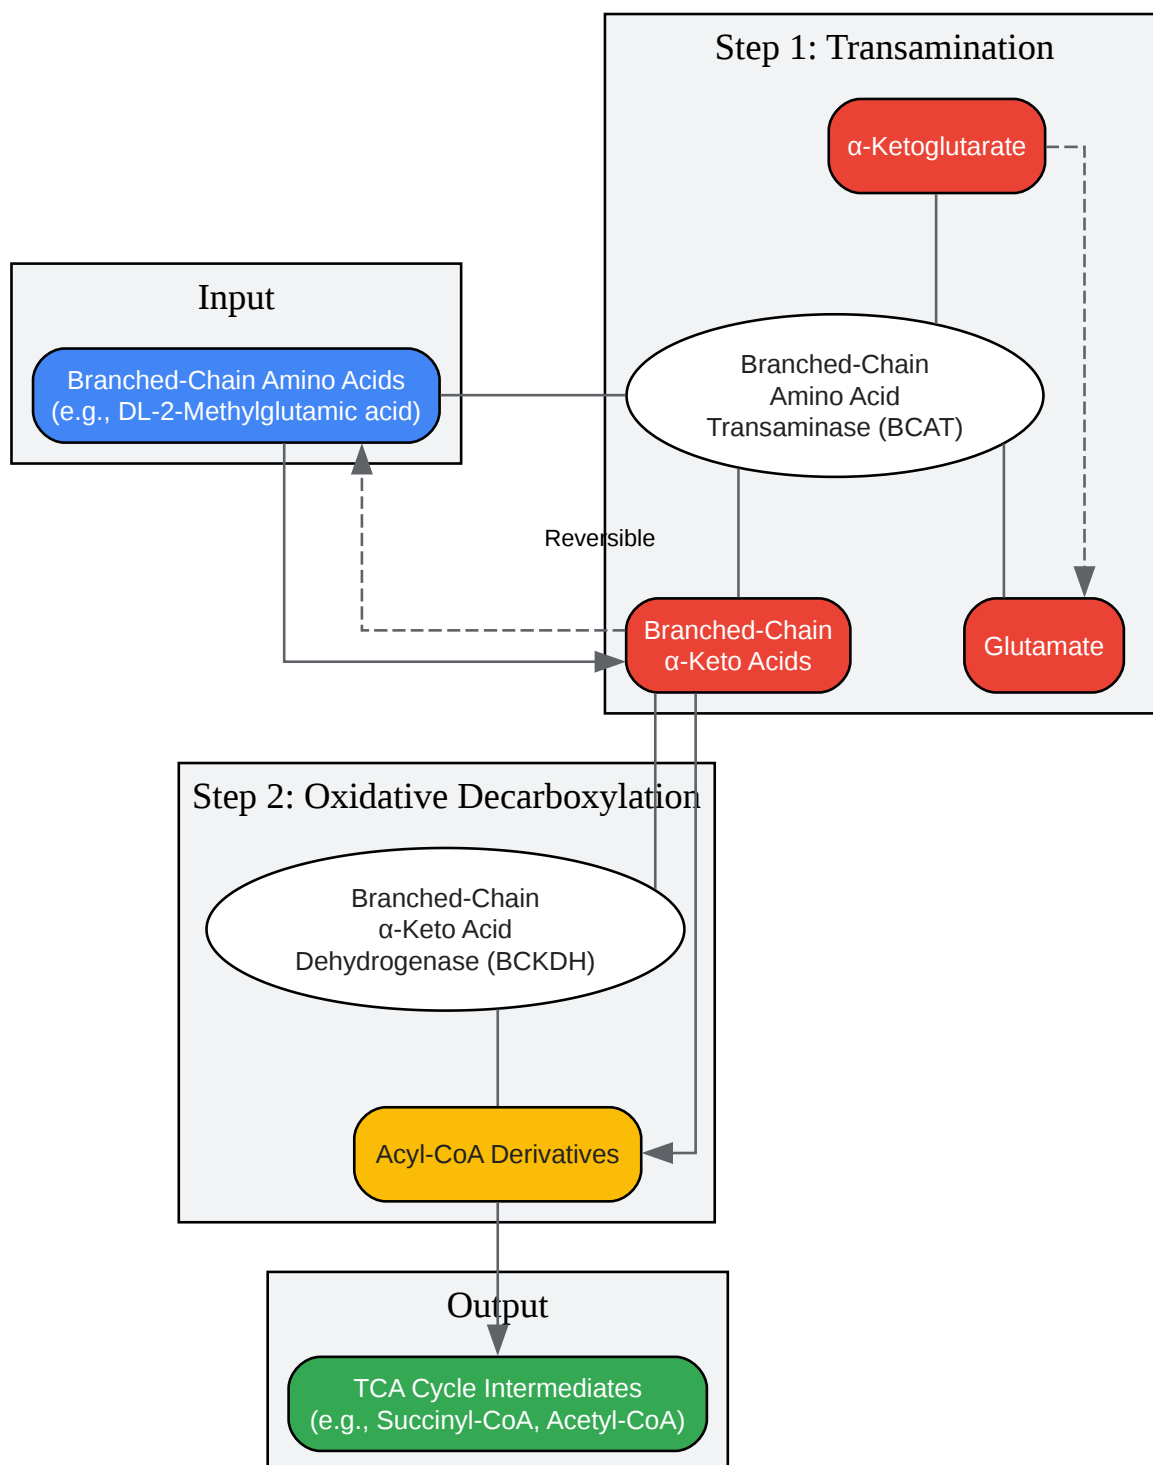 Step 1: Transamination
α-Ketoglutarate
Input
Branched-Chain Amino Acids
(e.g., DL-2-Methylglutamic acid)
Branched-Chain
Amino Acid
Transaminase (BCAT)
Reversible
Branched-Chain
α-Keto Acids
Glutamate
Step 2: Oxidative Decarboxylation
Branched-Chain
α-Keto Acid
Dehydrogenase (BCKDH)
Acyl-CoA Derivatives
Output
TCA Cycle Intermediates
(e.g., Succinyl-CoA, Acetyl-CoA)